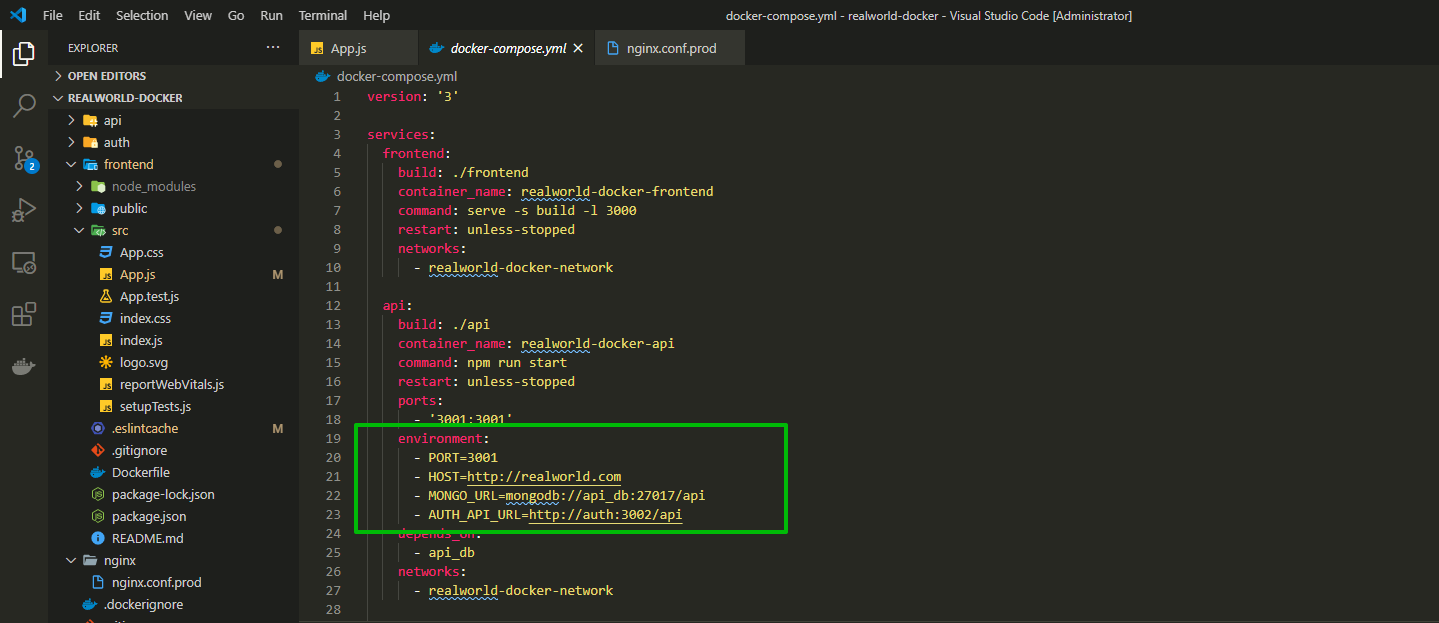 File Edit Selection View Go Run Terminal Help
docker-compose.yml - realworld-docker - Visual Studio Code [Administrator]
EXPLORER ···
App.js
docker-compose.yml
nginx.conf.prod
OPEN EDITORS
REALWORLD-DOCKER
api
auth
frontend
node_modules
public
src
App.css
App.js M
App.test.js
index.css
index.js
logo.svg
reportWebVitals.js
setupTests.js
.eslintcache M
.gitignore
Dockerfile
package-lock.json
package.json
README.md
nginx
nginx.conf.prod
.dockerignore
2
docker-compose.yml
1 version: '3'
2
3 services:
4 frontend:
5 build: ./frontend
6 container_name: realworld-docker-frontend
7 command: serve -s build -l 3000
8 restart: unless-stopped
9 networks:
10 - realworld-docker-network
11
12 api:
13 build: ./api
14 container_name: realworld-docker-api
15 command: npm run start
16 restart: unless-stopped
17 ports:
18 - '3001:3001'
19 environment:
20 - PORT=3001
21 - HOST=http://realworld.com
22 - MONGO_URL=mongodb://api_db:27017/api
23 - AUTH_API_URL=http://auth:3002/api
24 depends_on:
25 - api_db
26 networks:
27 - realworld-docker-network
28